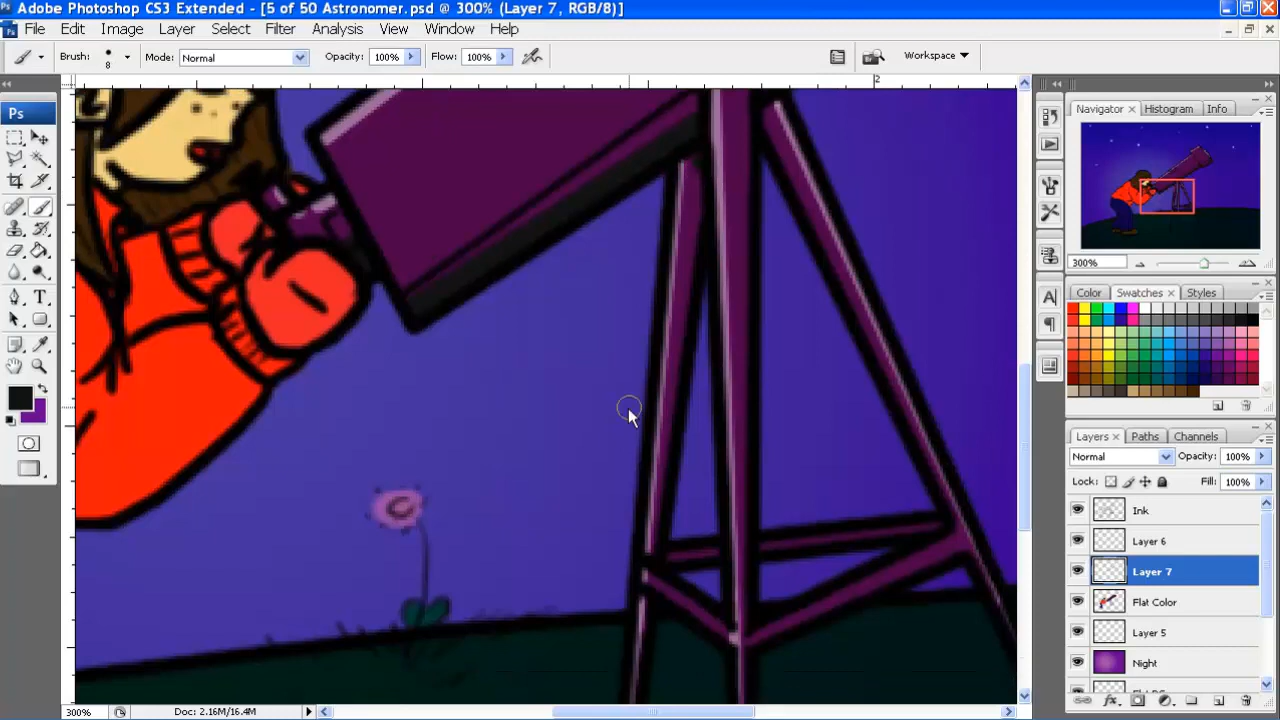 Adobe Photoshop CS3 Extended - [5 of 50 Astronomer.psd @ 300% (Layer 7, RGB/8)]
File Edit Image Layer Select Filter Analysis View Window Help
Brush: 8 Mode: Normal Opacity: 100% Flow: 100% Workspace
2
Ps
Navigator × Histogram Info
300%
Color Swatches × Styles
Layers × Paths Channels
Normal Opacity: 100%
Lock: Fill: 100%
Ink
Layer 6
Layer 7
Flat Color
Layer 5
Night
300% Doc: 2.16M/16.4M